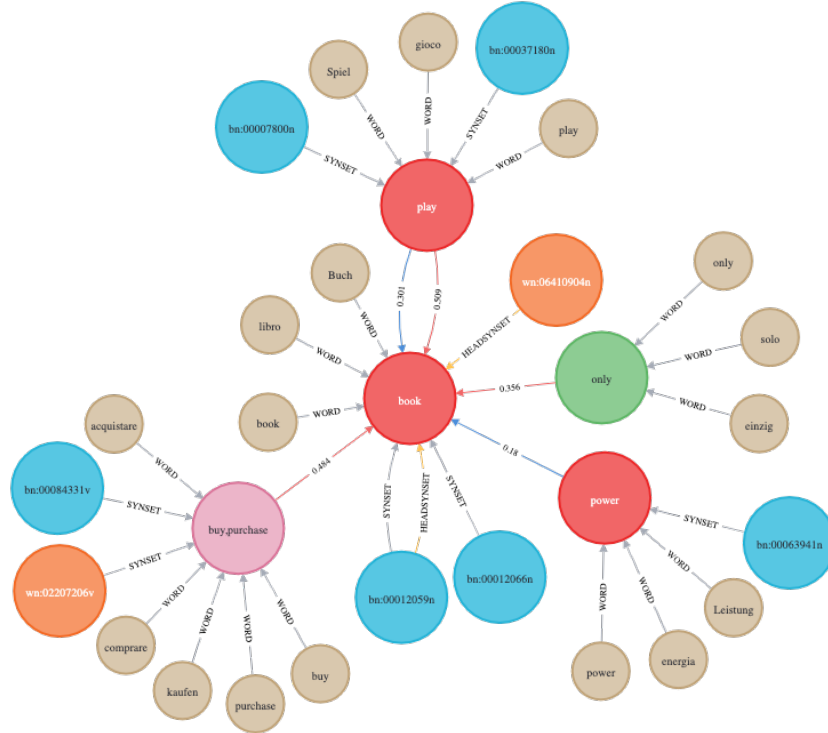 gioco
bn:00037180n
Spiel
WORD
WORD
SYNSET
bn:00007800n
play
SYNSET
WORD
play
only
Buch
wn:06410904n
0.301
0.509
WORD
WORD
libro
HEADSYNSET
solo
WORD
WORD
only
0.356
book
book
WORD
WORD
einzig
acquistare
0.18
WORD
0.484
bn:00084331v
power
SYNSET
SYNSET
HEADSYNSET
SYNSET
SYNSET
buy,purchase
bn:00063941n
SYNSET
WORD
wn:02207206v
bn:00012066n
bn:00012059n
WORD
WORD
WORD
WORD
WORD
WORD
Leistung
comprare
energia
buy
power
kaufen
purchase